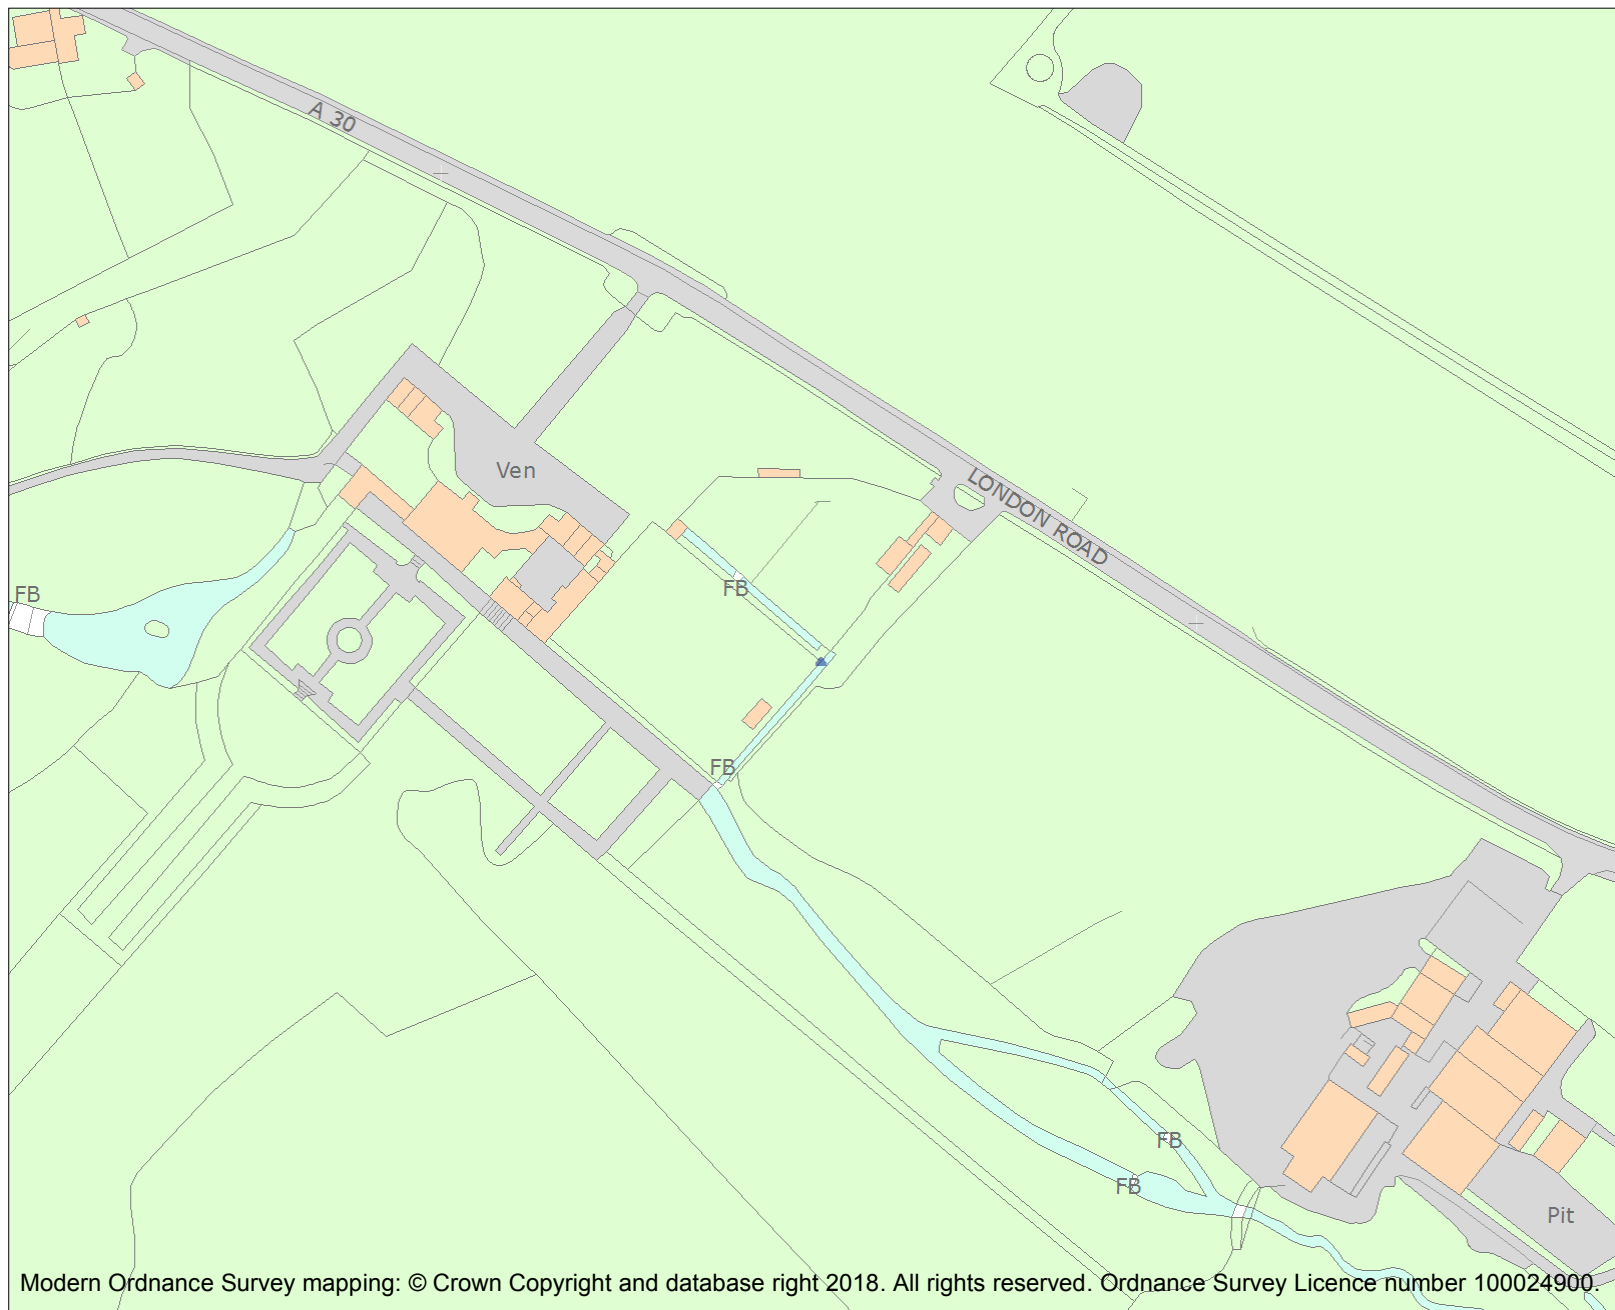 A 30
Ven
LONDON ROAD
FB
FB
FB
FB
FB
Pit
Modern Ordnance Survey mapping: © Crown Copyright and database right 2018. All rights reserved. Ordnance Survey Licence number 100024900.